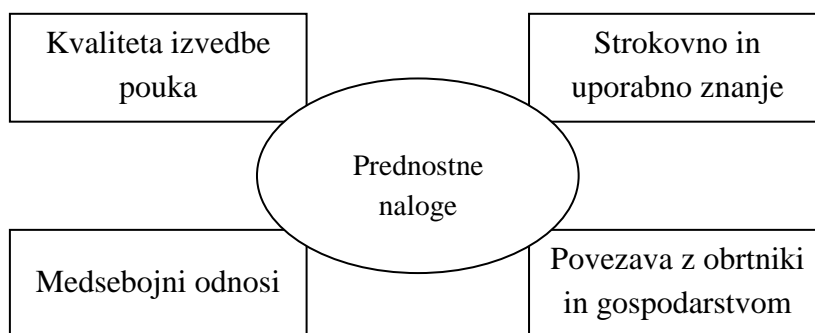 Kvaliteta izvedbe
pouka
Strokovno in
uporabno znanje
Prednostne
naloge
Medsebojni odnosi
Povezava z obrtniki
in gospodarstvom